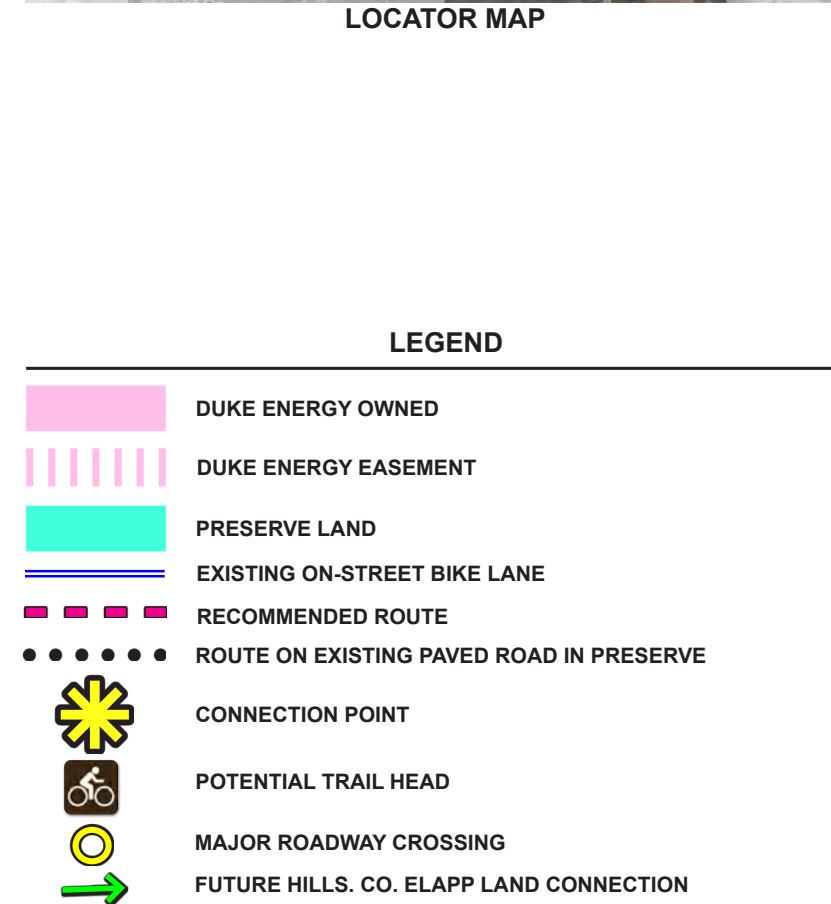 LOCATOR MAP
LEGEND
DUKE ENERGY OWNED
DUKE ENERGY EASEMENT
PRESERVE LAND
EXISTING ON-STREET BIKE LANE
RECOMMENDED ROUTE
ROUTE ON EXISTING PAVED ROAD IN PRESERVE
CONNECTION POINT
POTENTIAL TRAIL HEAD
MAJOR ROADWAY CROSSING
FUTURE HILLS. CO. ELAPP LAND CONNECTION